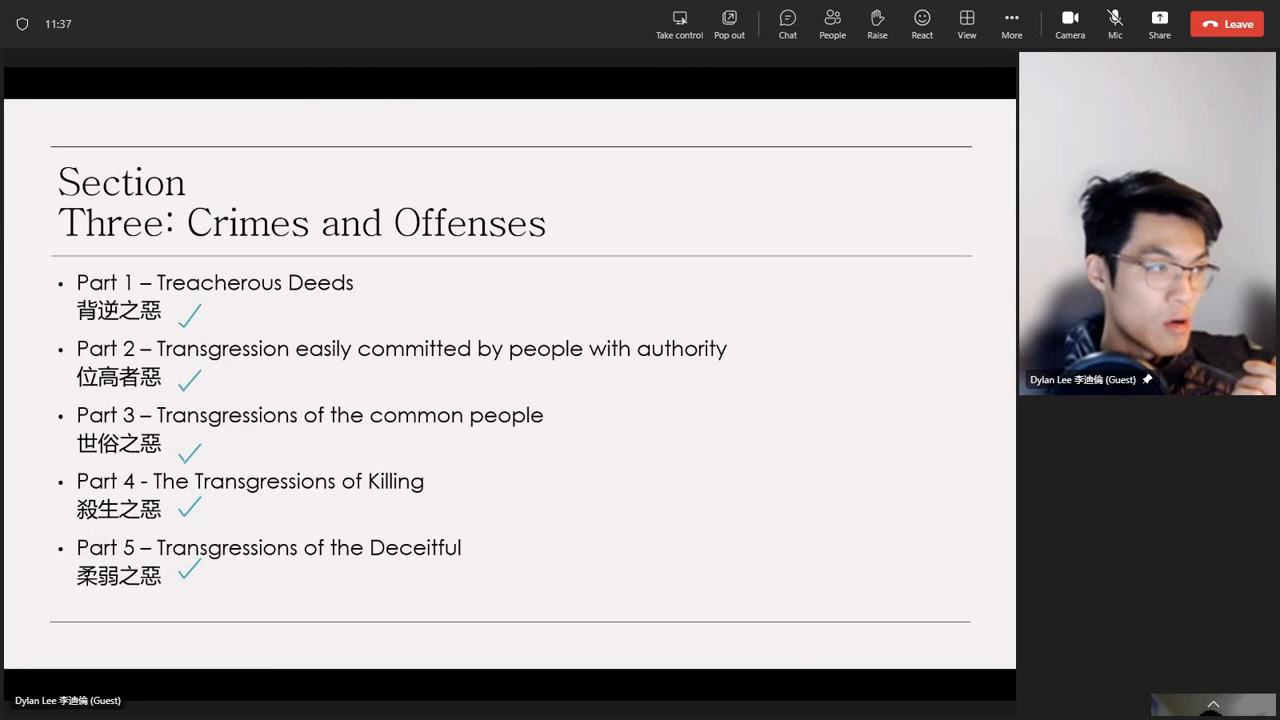 11:37
Take control
Pop out
Chat
People
Raise
React
View
More
Camera
Mic
Share
Leave
Section
Three: Crimes and Offenses
• Part 1 – Treacherous Deeds
背逆之惡
• Part 2 – Transgression easily committed by people with authority
位高者惡
• Part 3 – Transgressions of the common people
世俗之惡
• Part 4 - The Transgressions of Killing
殺生之惡
• Part 5 – Transgressions of the Deceitful
柔弱之惡
Dylan Lee 李迪倫 (Guest)
Dylan Lee 李迪倫 (Guest)